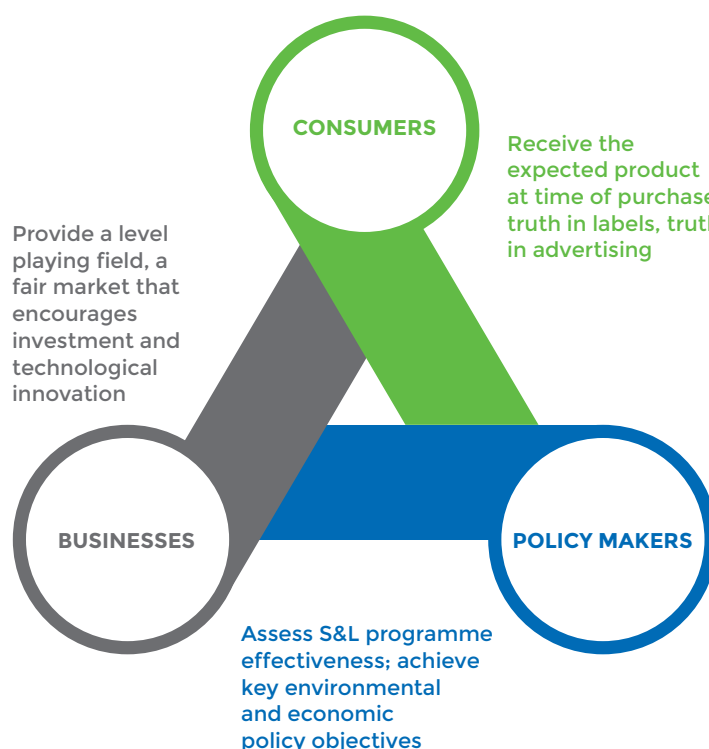 CONSUMERS
Receive the
expected product
at time of purchase
truth in labels, trut
in advertising
Provide a level
playing field, a
fair market that
encourages
investment and
technological
innovation
BUSINESSES
POLICY MAKERS
Assess S&L programme
effectiveness; achieve
key environmental
and economic
policy objectives